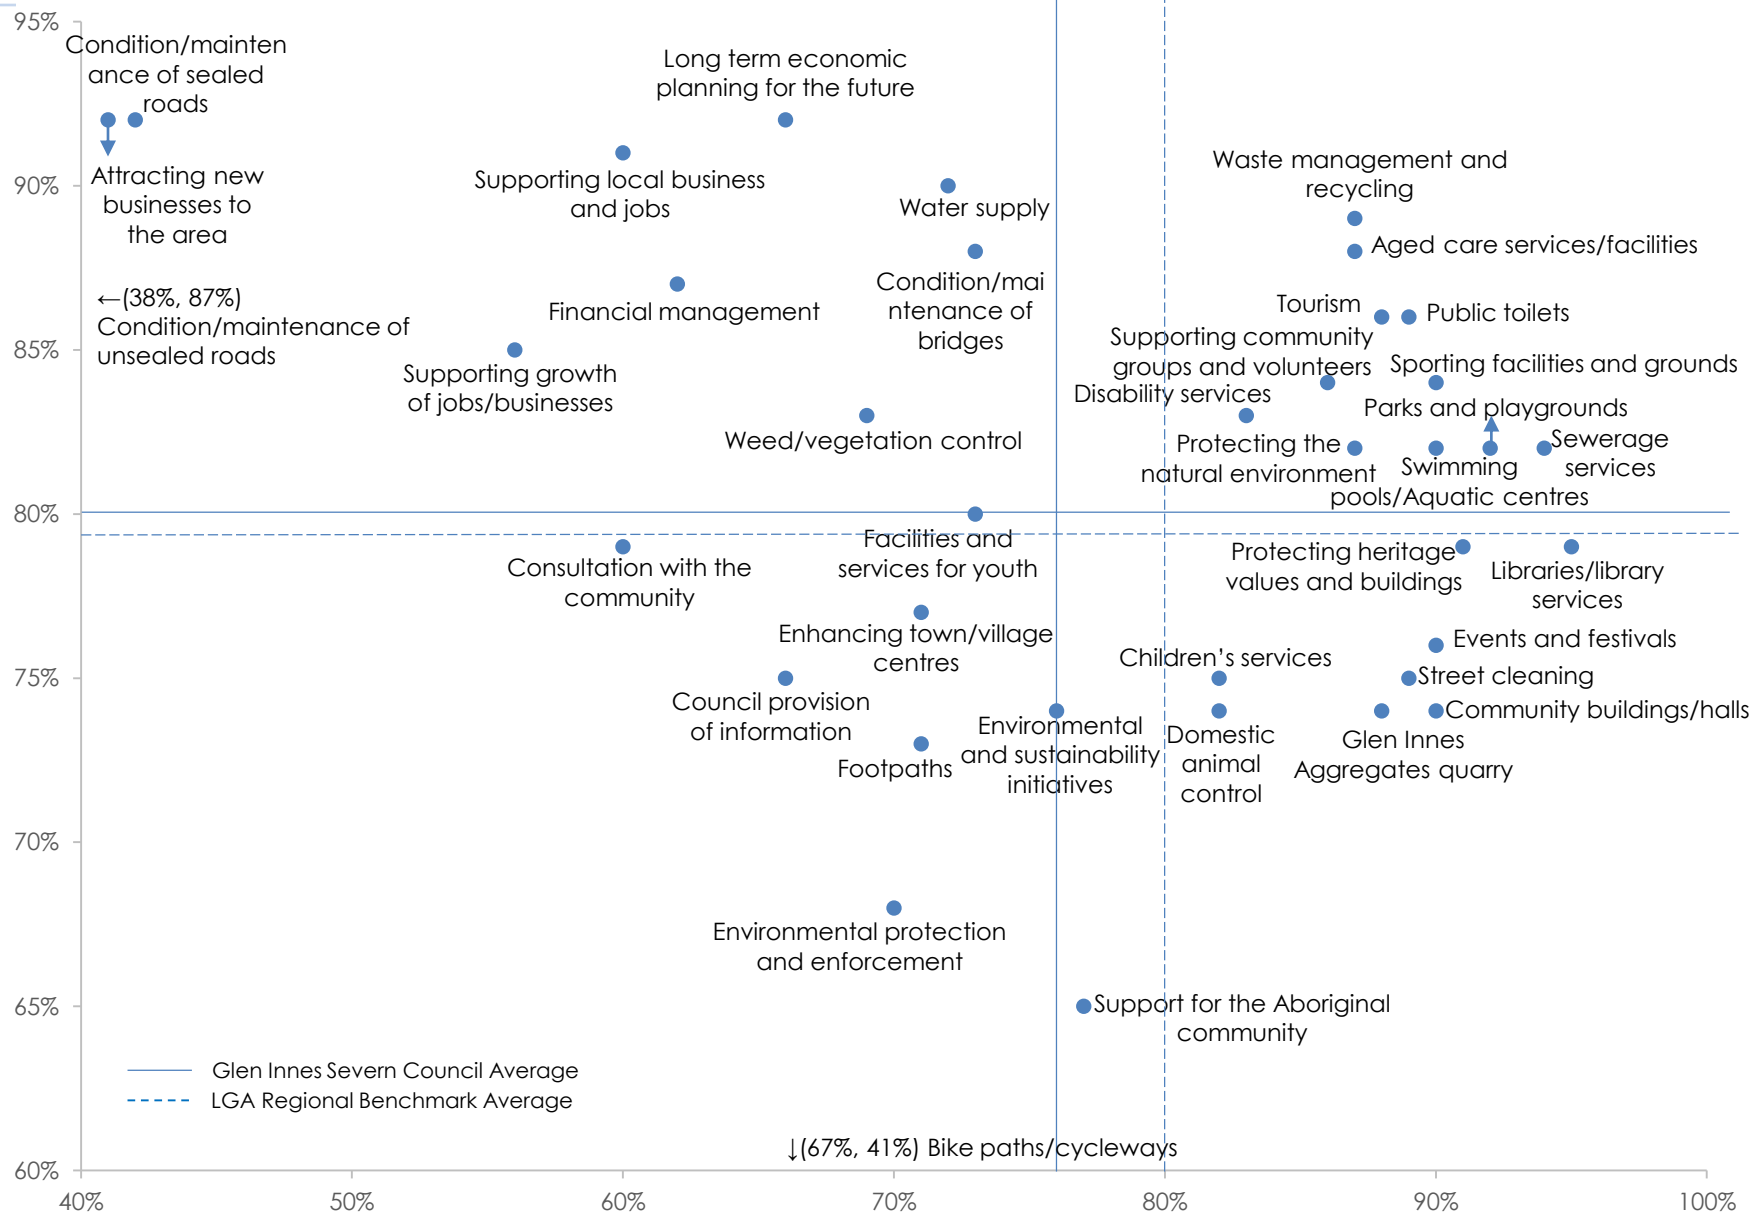 95%
Condition/mainten
ance of sealed
roads
Long term economic
planning for the future
Attracting new
businesses to
the area
90%
Supporting local business
and jobs
Water supply
Waste management and
recycling
Aged care services/facilities
←(38%, 87%)
Condition/maintenance of
unsealed roads
Financial management
Condition/mai
ntenance of
bridges
Tourism
Public toilets
85%
Supporting growth
of jobs/businesses
Supporting community
groups and volunteers
Sporting facilities and grounds
Disability services
Parks and playgrounds
Weed/vegetation control
Protecting the
natural environment
Swimming
pools/Aquatic centres
Sewerage
services
80%
Consultation with the
community
Facilities and
services for youth
Protecting heritage
values and buildings
Libraries/library
services
Enhancing town/village
centres
Events and festivals
75%
Children’s services
Street cleaning
Council provision
of information
Environmental
and sustainability
initiatives
Domestic
animal
control
Community buildings/halls
Glen Innes
Aggregates quarry
Footpaths
70%
Environmental protection
and enforcement
65%
Support for the Aboriginal
community
Glen Innes Severn Council Average
LGA Regional Benchmark Average
↓(67%, 41%) Bike paths/cycleways
60%
40%
50%
60%
70%
80%
90%
100%